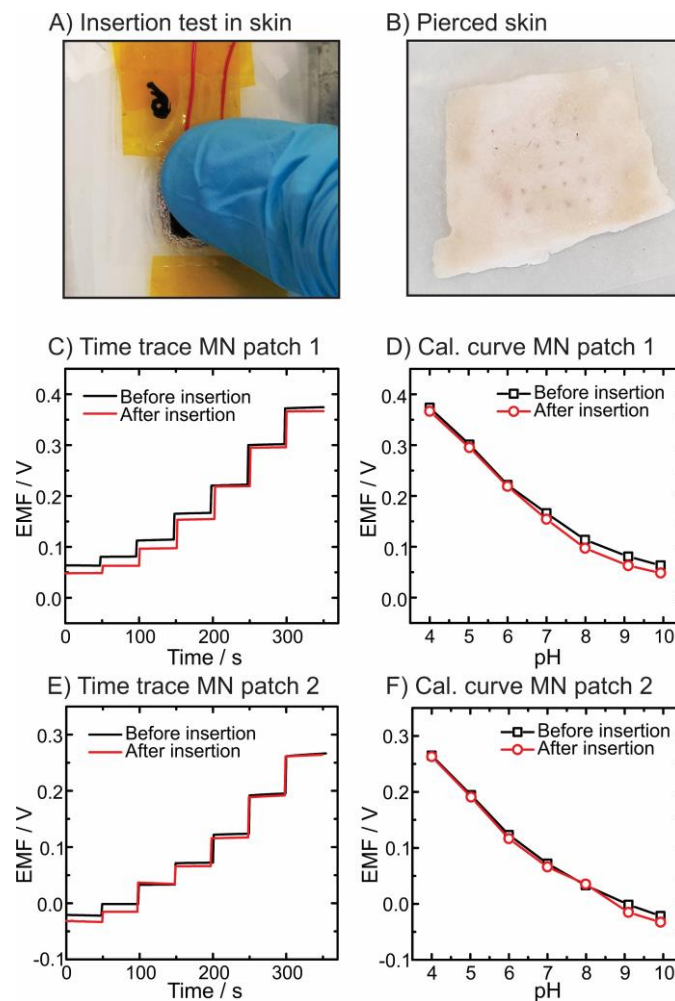 A) Insertion test in skin
B) Pierced skin
6
C) Time trace MN patch 1
0.4
0.3
0.2
0.1
0.0
EMF / V
Before insertion
After insertion
0
100
200
300
Time / s
D) Cal. curve MN patch 1
0.4
0.3
0.2
0.1
0.0
EMF / V
Before insertion
After insertion
4 5 6 7 8 9 10
pH
E) Time trace MN patch 2
0.3
0.2
0.1
0.0
-0.1
EMF / V
Before insertion
After insertion
0
100
200
300
Time / s
F) Cal. curve MN patch 2
0.3
0.2
0.1
0.0
-0.1
EMF / V
Before insertion
After insertion
4 5 6 7 8 9 10
pH